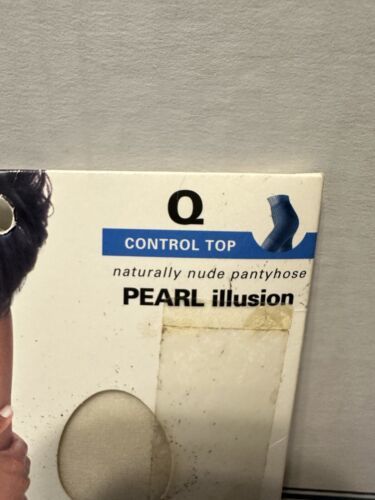 Q
CONTROL TOP
naturally nude pantyhose
PEARL illusion